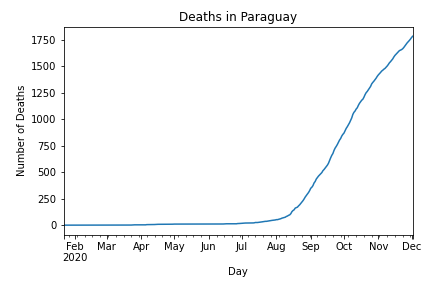 Deaths in Paraguay
Number of Deaths
1750
1500
1250
1000
750
500
250
0
Feb Mar Apr May Jun Jul Aug Sep Oct Nov Dec
2020
Day